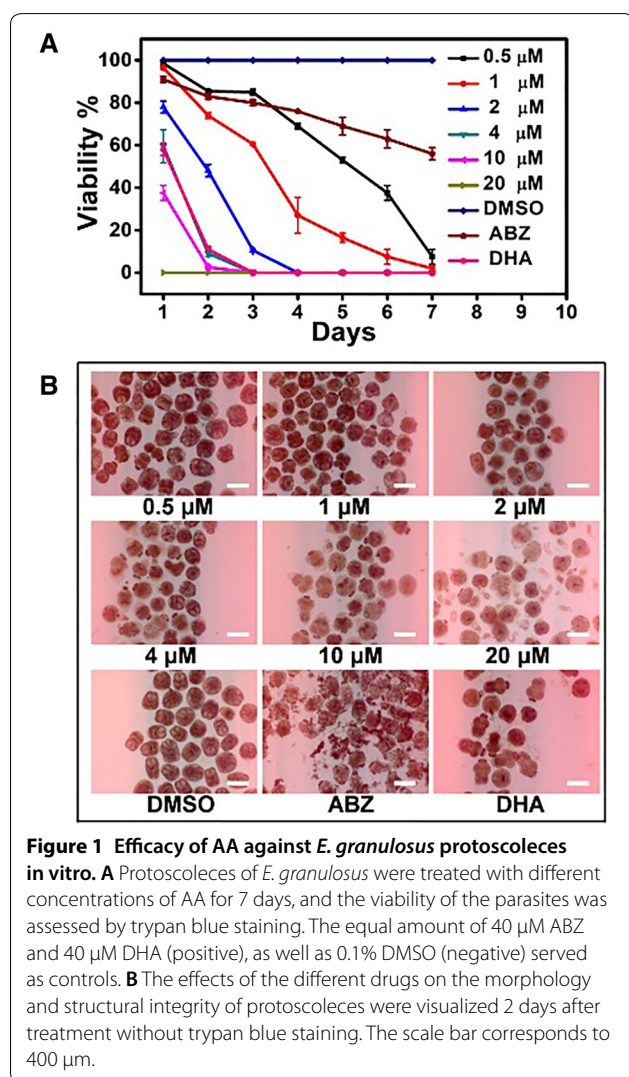 A
Viability %
100
80
60
40
20
0
1 2 3 4 5 6 7 8 9 10
Days
0.5 μM
1 μM
2 μM
4 μM
10 μM
20 μM
DMSO
ABZ
DHA
B
0.5 μM 1 μM 2 μM
4 μM 10 μM 20 μM
DMSO ABZ DHA
Figure 1 Efficacy of AA against E. granulosus protoscoleces
in vitro. A Protoscoleces of E. granulosus were treated with different
concentrations of AA for 7 days, and the viability of the parasites was
assessed by trypan blue staining. The equal amount of 40 μM ABZ
and 40 μM DHA (positive), as well as 0.1% DMSO (negative) served
as controls. B The effects of the different drugs on the morphology
and structural integrity of protoscoleces were visualized 2 days after
treatment without trypan blue staining. The scale bar corresponds to
400 μm.